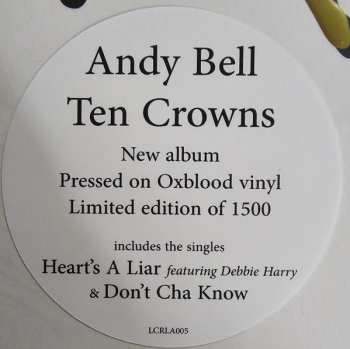 Andy Bell
Ten Crowns
New album
Pressed on Oxblood vinyl
Limited edition of 1500
includes the singles
Heart's A Liar featuring Debbie Harry
& Don't Cha Know
LCRLA005